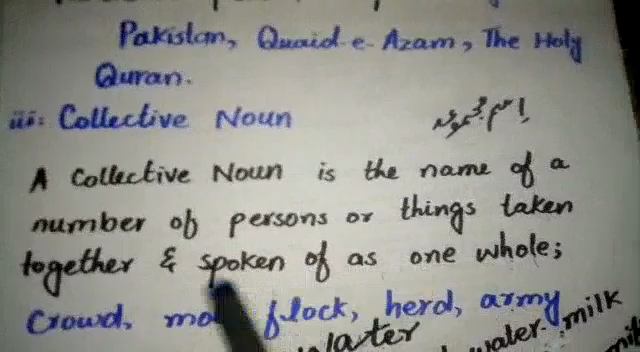 Pakistan, Quaid-e-Azam, The Holy
Quran.
iii: Collective Noun اسم مجموعہ
A Collective Noun is the name of a
number of persons or things taken
together & spoken of as one whole;
Crowd, flock, herd, army
water-milk